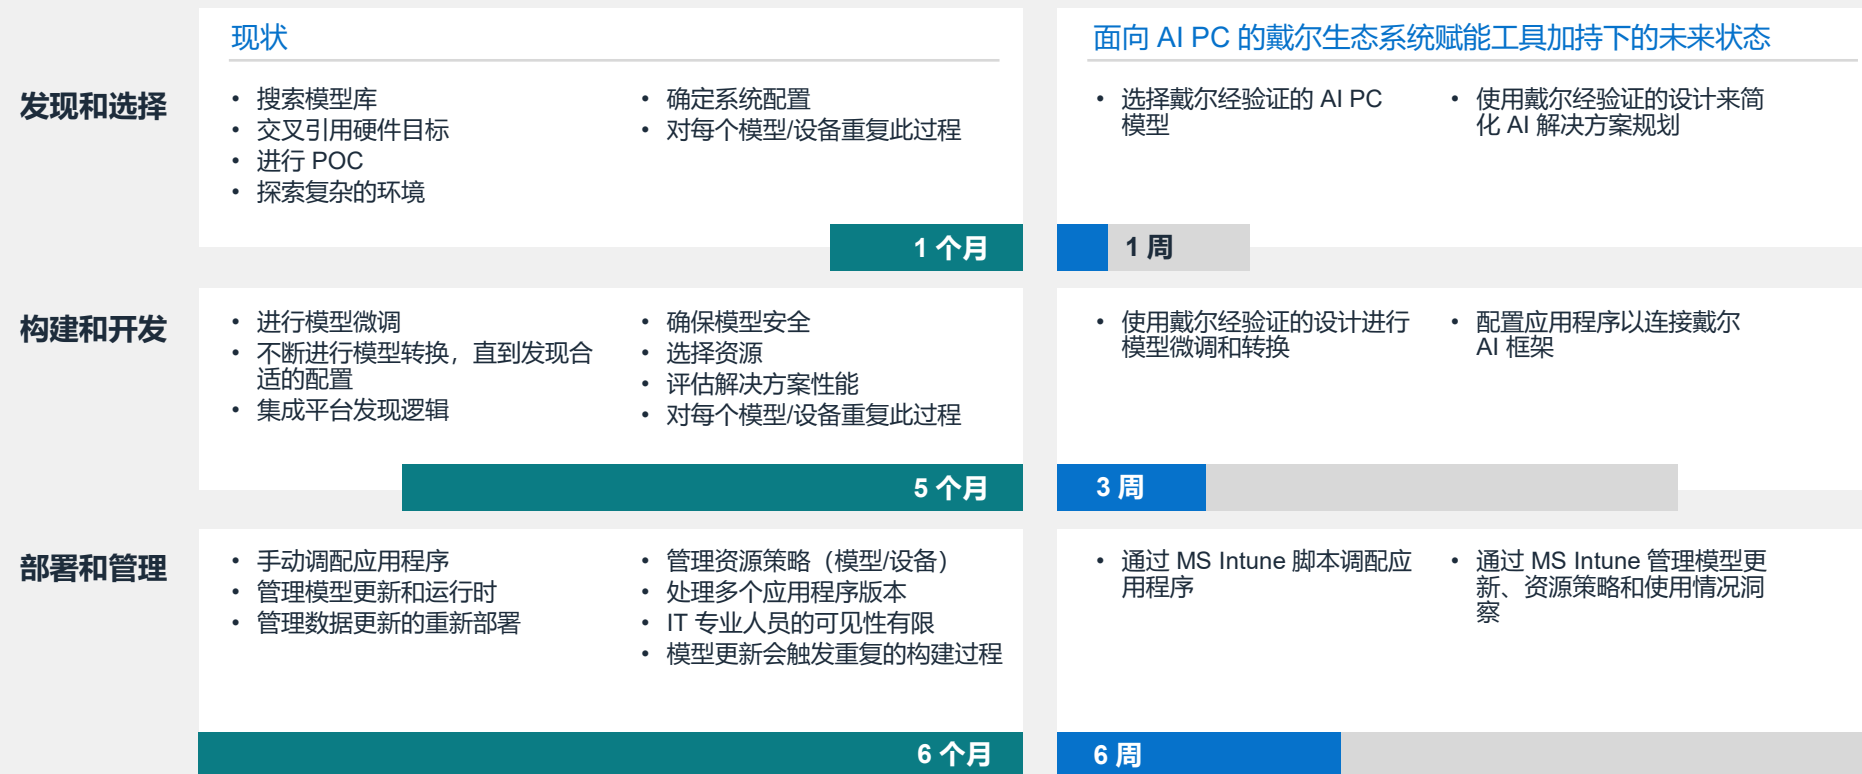 现状
面向 AI PC 的戴尔生态系统赋能工具加持下的未来状态
发现和选择
• 搜索模型库
• 交叉引用硬件目标
• 进行 POC
• 探索复杂的环境
• 确定系统配置
• 对每个模型/设备重复此过程
1 个月
• 选择戴尔经验证的 AI PC
模型
• 使用戴尔经验证的设计来简
化 AI 解决方案规划
1 周
构建和开发
• 进行模型微调
• 不断进行模型转换，直到发现合
适的配置
• 集成平台发现逻辑
• 确保模型安全
• 选择资源
• 评估解决方案性能
• 对每个模型/设备重复此过程
5 个月
• 使用戴尔经验证的设计进行
模型微调和转换
• 配置应用程序以连接戴尔
AI 框架
3 周
部署和管理
• 手动调配应用程序
• 管理模型更新和运行时
• 管理数据更新的重新部署
• 管理资源策略（模型/设备）
• 处理多个应用程序版本
• IT 专业人员的可见性有限
• 模型更新会触发重复的构建过程
6 个月
• 通过 MS Intune 脚本调配应
用程序
• 通过 MS Intune 管理模型更
新、资源策略和使用情况洞
察
6 周